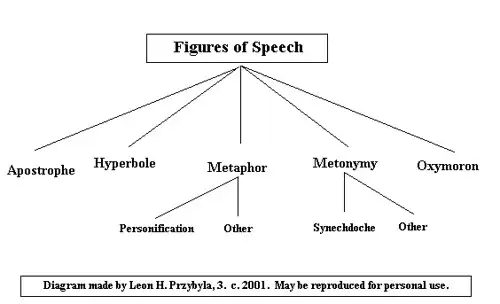 Figures of Speech
Apostrophe Hyperbole Metaphor Metonymy Oxymoron
Personification Other Synechdoche Other
Diagram made by Leon H. Przybyla, 3. c. 2001. May be reproduced for personal use.